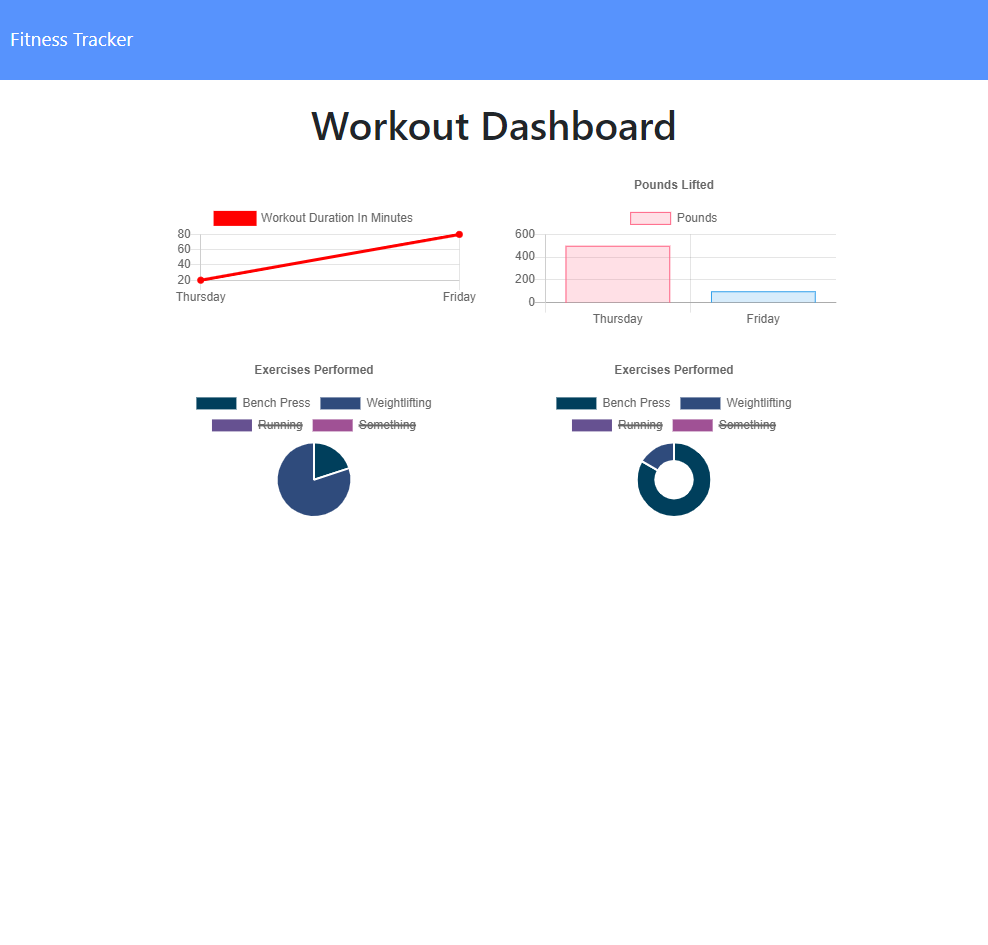 Fitness Tracker
Workout Dashboard
Workout Duration In Minutes
80
60
40
20
Thursday Friday
Pounds Lifted
Pounds
600
400
200
0
Thursday Friday
Exercises Performed
Bench Press Weightlifting
Running Something
Exercises Performed
Bench Press Weightlifting
Running Something